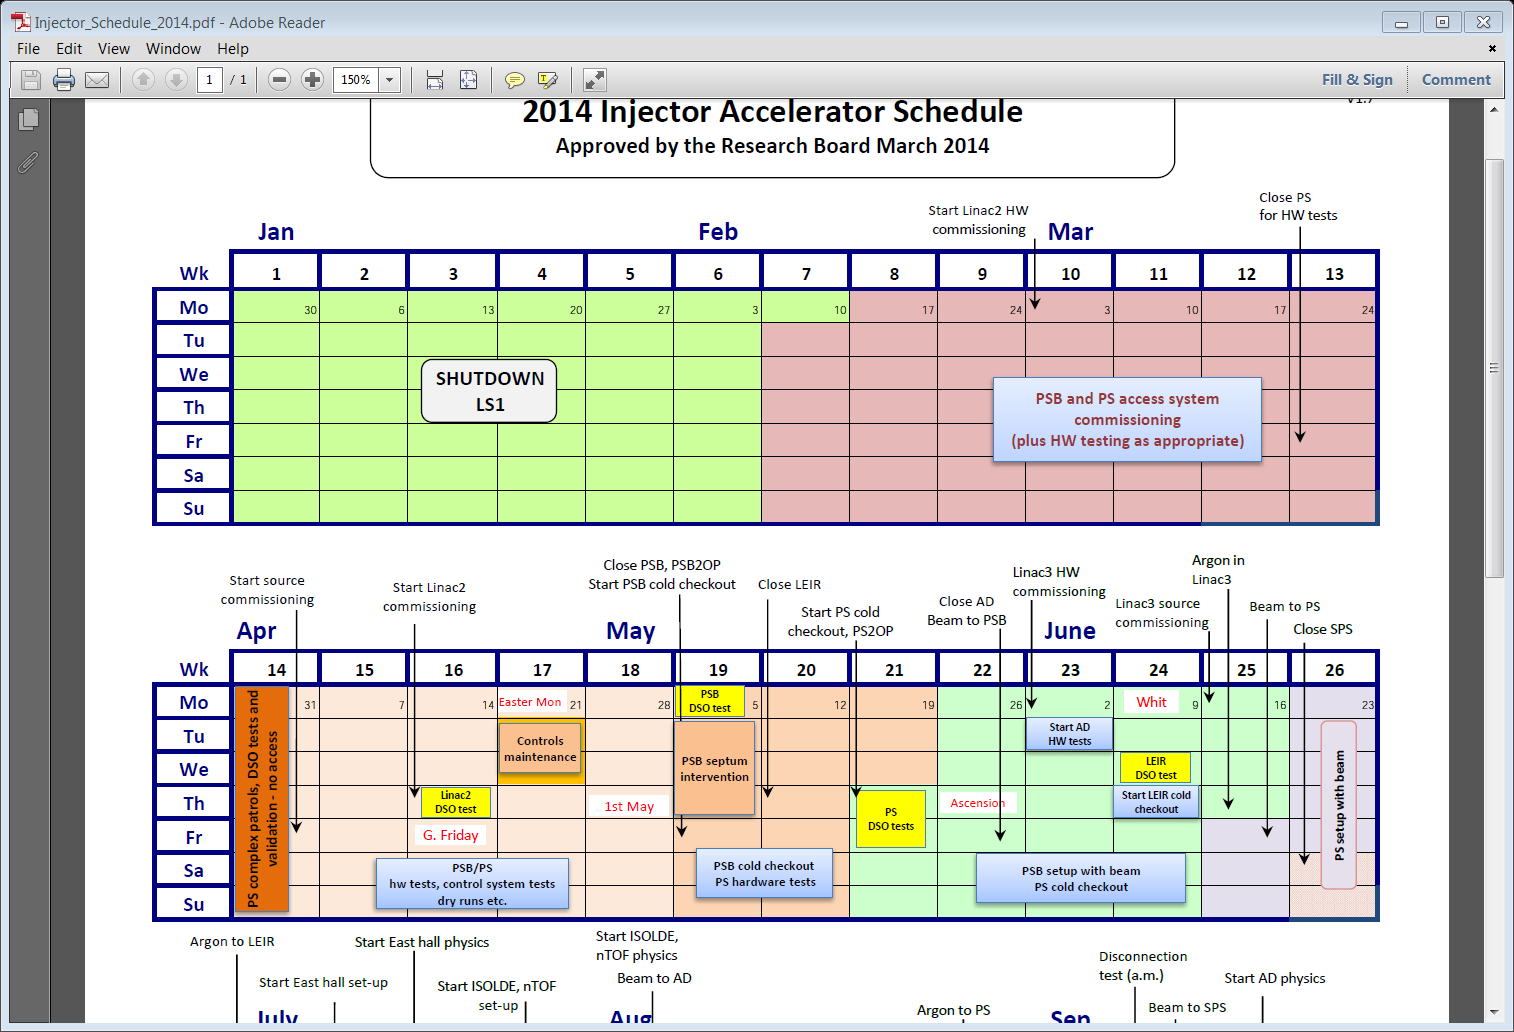 Injector_Schedule_2014.pdf - Adobe Reader
File Edit View Window Help
1 / 1 150% Fill & Sign Comment
2014 Injector Accelerator Schedule
Approved by the Research Board March 2014
Start Linac2 HW
commissioning
Close PS
for HW tests
Jan Feb Mar
Wk 1 2 3 4 5 6 7 8 9 10 11 12 13
Mo 30 6 13 20 27 3 10 17 24 3 10 17 24
Tu
We
Th
Fr
Sa
Su
SHUTDOWN
LS1
PSB and PS access system
commissioning
(plus HW testing as appropriate)
Start source
commissioning
Start Linac2
commissioning
Close PSB, PSB2OP
Start PSB cold checkout
Close LEIR
Start PS cold
checkout, PS2OP
Close AD
Beam to PSB
Linac3 HW
commissioning
Linac3 source
commissioning
Argon in
Linac3
Beam to PS
Close SPS
Apr May June
Wk 14 15 16 17 18 19 20 21 22 23 24 25 26
Mo 31 7 14 Easter Mon 21 28 5 12 19 26 2 Whit 9 16 23
Tu
We
Th
Fr
Sa
Su
PS complex patrols, DSO tests and
validation - no access
Linac2
DSO test
G. Friday
PSB/PS
hw tests, control system tests
dry runs etc.
Controls
maintenance
1st May
PSB
DSO test
PSB septum
intervention
PSB cold checkout
PS hardware tests
PS
DSO tests
Ascension
PSB setup with beam
PS cold checkout
Start AD
HW tests
LEIR
DSO test
Start LEIR cold
checkout
PS setup with beam
Argon to LEIR
Start East hall set-up
Start East hall physics
Start ISOLDE, nTOF
set-up
Start ISOLDE,
nTOF physics
Beam to AD
Argon to PS
Disconnection
test (a.m.)
Beam to SPS
Start AD physics
July Aug Sep